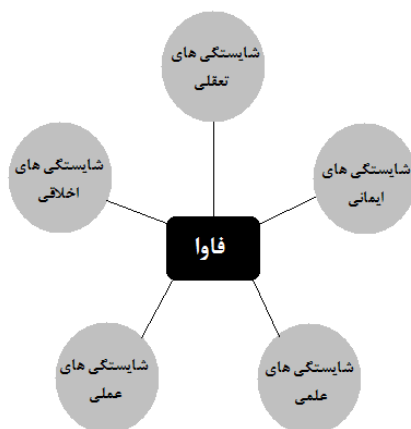 شایستگی های
تعقلی
شایستگی های
ایمانی
شایستگی های
اخلاقی
فاوا
شایستگی های
علمی
شایستگی های
عملی